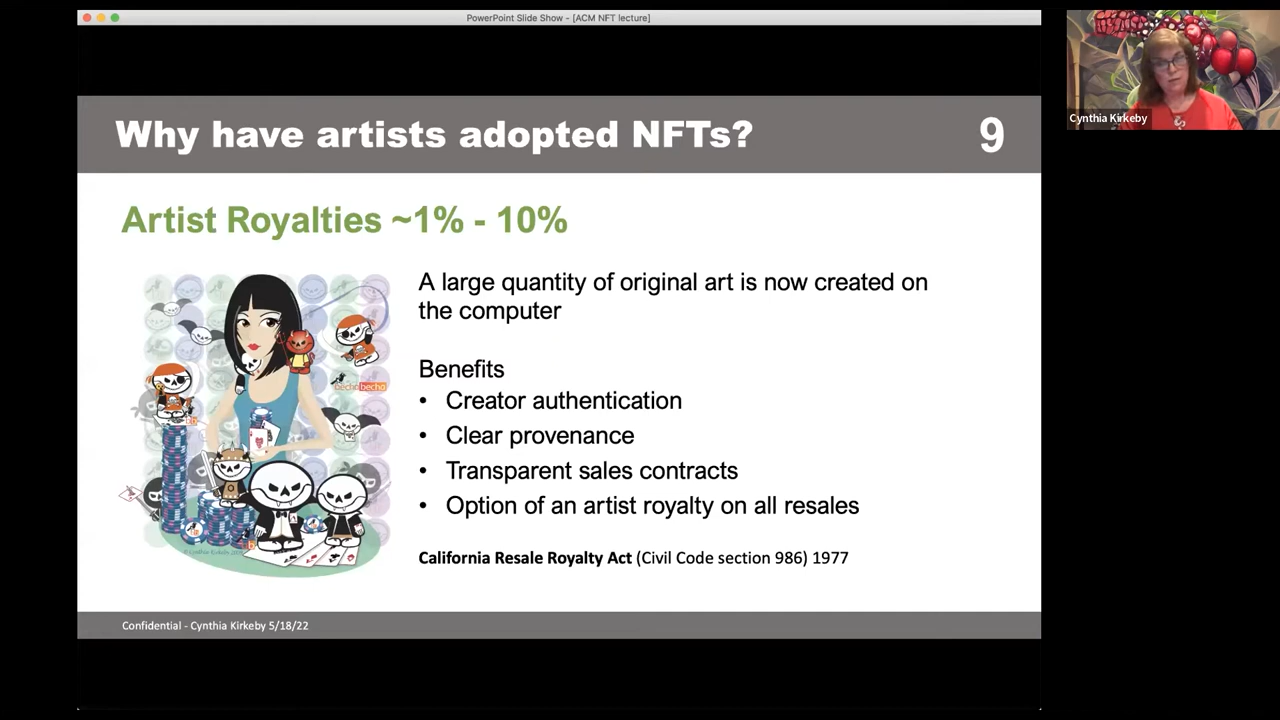 PowerPoint Slide Show - [ACM NFT lecture]
Why have artists adopted NFTs?
9
Cynthia Kirkeby
Artist Royalties ~1% - 10%
A large quantity of original art is now created on
the computer
Benefits
• Creator authentication
• Clear provenance
• Transparent sales contracts
• Option of an artist royalty on all resales
California Resale Royalty Act (Civil Code section 986) 1977
Confidential - Cynthia Kirkeby 5/18/22